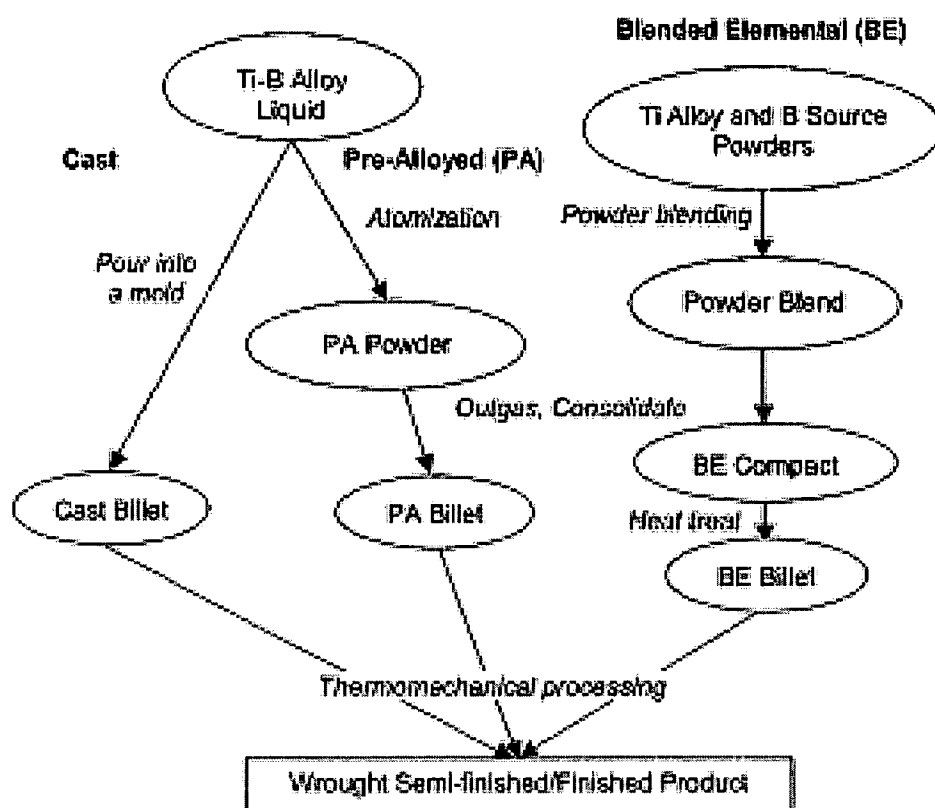 Blended Elemental (BE)
Ti-B Alloy
Liquid
Ti Alloy and B Source
Powders
Cast
Pre-Alloyed (PA)
Atomization
Powder blending
Pour into
a mold
Powder Blend
PA Powder
Outgas, Consolidate
BE Compact
Cast Billet
PA Billet
Heat treat
BE Billet
Thermomechanical processing
Wrought Semi-finished/Finished Product